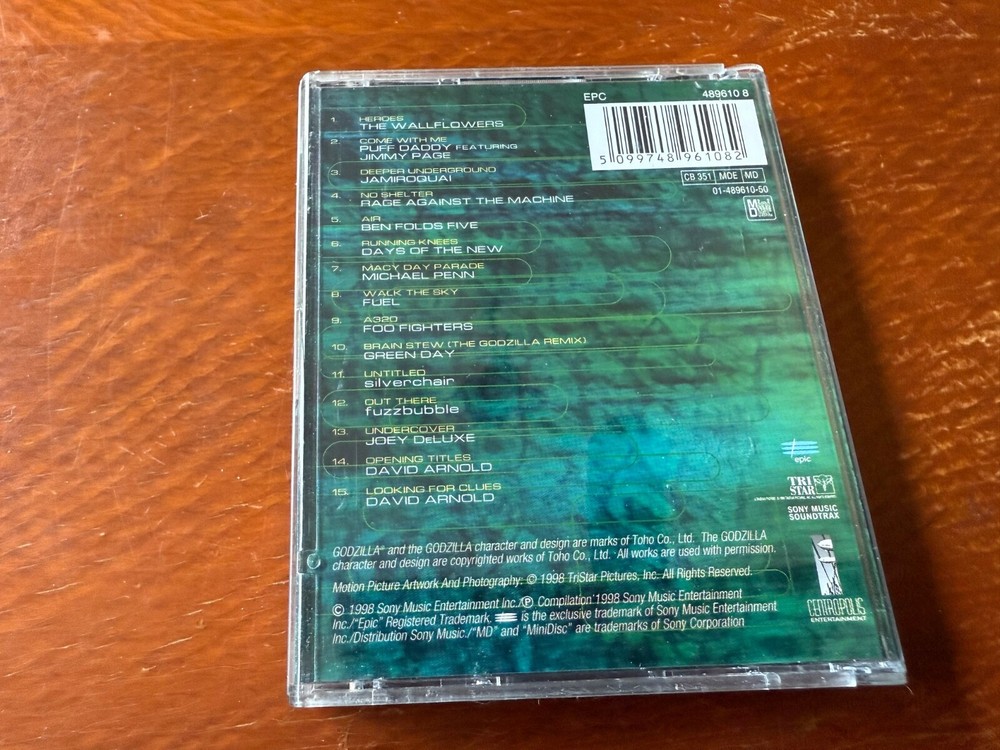 EPC 489610 8
5 099748 961082
CB 351 MDE MD
01-489610-50
1. HEROES
THE WALLFLOWERS
2. COME WITH ME
PUFF DADDY FEATURING
JIMMY PAGE
3. DEEPER UNDERGROUND
JAMIROQUAI
4. NO SHELTER
RAGE AGAINST THE MACHINE
5. AIR
BEN FOLDS FIVE
6. RUNNING KNEES
DAYS OF THE NEW
7. MACY DAY PARADE
MICHAEL PENN
8. WALK THE SKY
FUEL
9. A320
FOO FIGHTERS
10. BRAIN STEW (THE GODZILLA REMIX)
GREEN DAY
11. UNTITLED
silverchair
12. OUT THERE
fuzzbubble
13. UNDERCOVER
JOEY DeLUXE
14. OPENING TITLES
DAVID ARNOLD
15. LOOKING FOR CLUES
DAVID ARNOLD
epic
TRI
STAR
SONY MUSIC
SOUNDTRAX
GODZILLA® and the GODZILLA character and design are marks of Toho Co., Ltd. The GODZILLA
character and design are copyrighted works of Toho Co., Ltd. All works are used with permission.
Motion Picture Artwork And Photography: © 1998 TriStar Pictures, Inc. All Rights Reserved.
© 1998 Sony Music Entertainment Inc./℗ Compilation 1998 Sony Music Entertainment
Inc./"Epic" Registered Trademark. is the exclusive trademark of Sony Music Entertainment
Inc./Distribution Sony Music./"MD" and "MiniDisc" are trademarks of Sony Corporation
CENTROPOLIS
ENTERTAINMENT